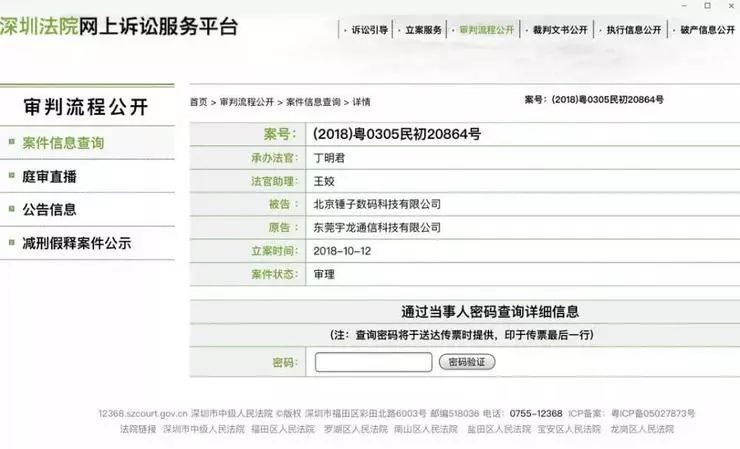 深圳法院网上诉讼服务平台
诉讼引导 立案服务 审判流程公开 裁判文书公开 执行信息公开 破产信息公开
审判流程公开
案件信息查询
庭审直播
公告信息
减刑假释案件公示
首页 > 审判流程公开 > 案件信息查询 > 详情 案号：(2018)粤0305民初20864号
案号： (2018)粤0305民初20864号
承办法官： 丁明君
法官助理： 王姣
被告： 北京锤子数码科技有限公司
原告： 东莞宇龙通信科技有限公司
立案时间： 2018-10-12
案件状态： 审理
通过当事人密码查询详细信息
(注：查询密码将于送达传票时提供，印于传票最后一行)
密码： 密码验证
12368.szcourt.gov.cn 深圳市中级人民法院 ©版权 深圳市福田区彩田北路6003号 邮编518036 电话：0755-12368 ICP备案：粤ICP备05027873号
法院链接 深圳市中级人民法院 福田区人民法院 罗湖区人民法院 南山区人民法院 盐田区人民法院 宝安区人民法院 龙岗区人民法院